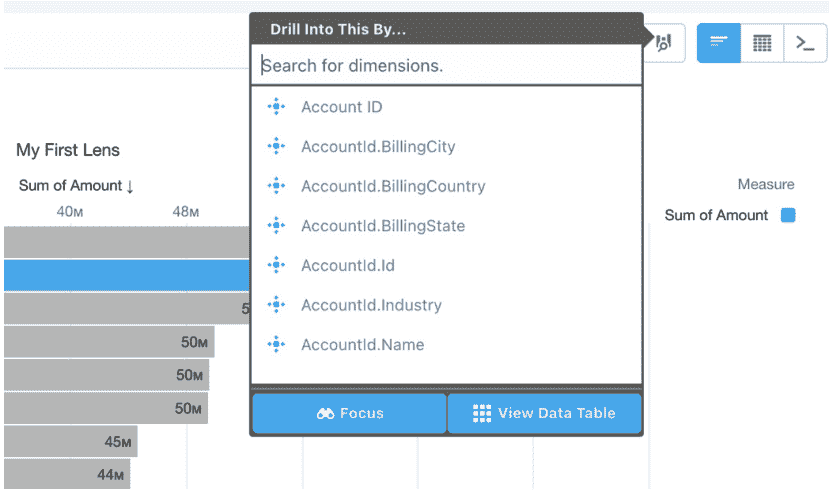 Drill Into This By...
Search for dimensions.
Account ID
AccountId.BillingCity
AccountId.BillingCountry
AccountId.BillingState
AccountId.Id
AccountId.Industry
AccountId.Name
Focus
View Data Table
My First Lens
Sum of Amount ↓
40M
48M
50M
50M
50M
45M
44M
Measure
Sum of Amount